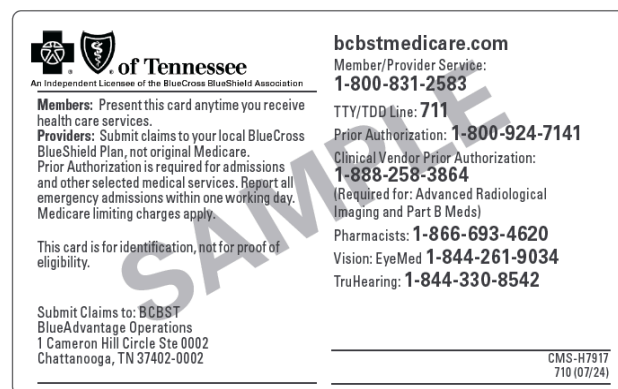 of Tennessee
An Independent Licensee of the BlueCross BlueShield Association
Members: Present this card anytime you receive
health care services.
Providers: Submit claims to your local BlueCross
BlueShield Plan, not original Medicare.
Prior Authorization is required for admissions
and other selected medical services. Report all
emergency admissions within one working day.
Medicare limiting charges apply.
This card is for identification, not for proof of
eligibility.
Submit Claims to: BCBST
BlueAdvantage Operations
1 Cameron Hill Circle Ste 0002
Chattanooga, TN 37402-0002
bcbstmedicare.com
Member/Provider Service:
1-800-831-2583
TTY/TDD Line: 711
Prior Authorization: 1-800-924-7141
Clinical Vendor Prior Authorization:
1-888-258-3864
(Required for: Advanced Radiological
Imaging and Part B Meds)
Pharmacists: 1-866-693-4620
Vision: EyeMed 1-844-261-9034
TruHearing: 1-844-330-8542
CMS-H7917
710 (07/24)
SAMPLE